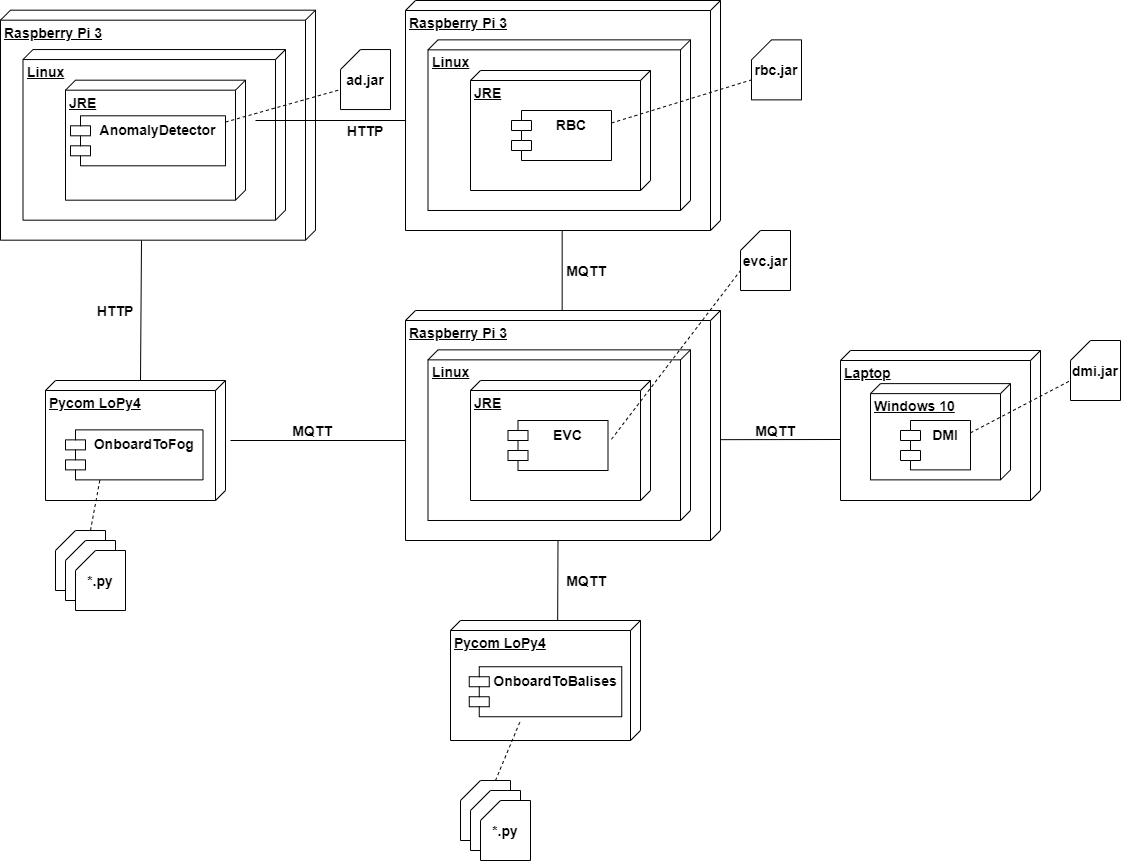 Raspberry Pi 3
Linux
JRE
AnomalyDetector
ad.jar
HTTP
Raspberry Pi 3
Linux
JRE
RBC
rbc.jar
HTTP
MQTT
evc.jar
Raspberry Pi 3
Linux
JRE
EVC
Pycom LoPy4
OnboardToFog
*.py
MQTT
MQTT
Laptop
Windows 10
DMI
dmi.jar
MQTT
Pycom LoPy4
OnboardToBalises
*.py